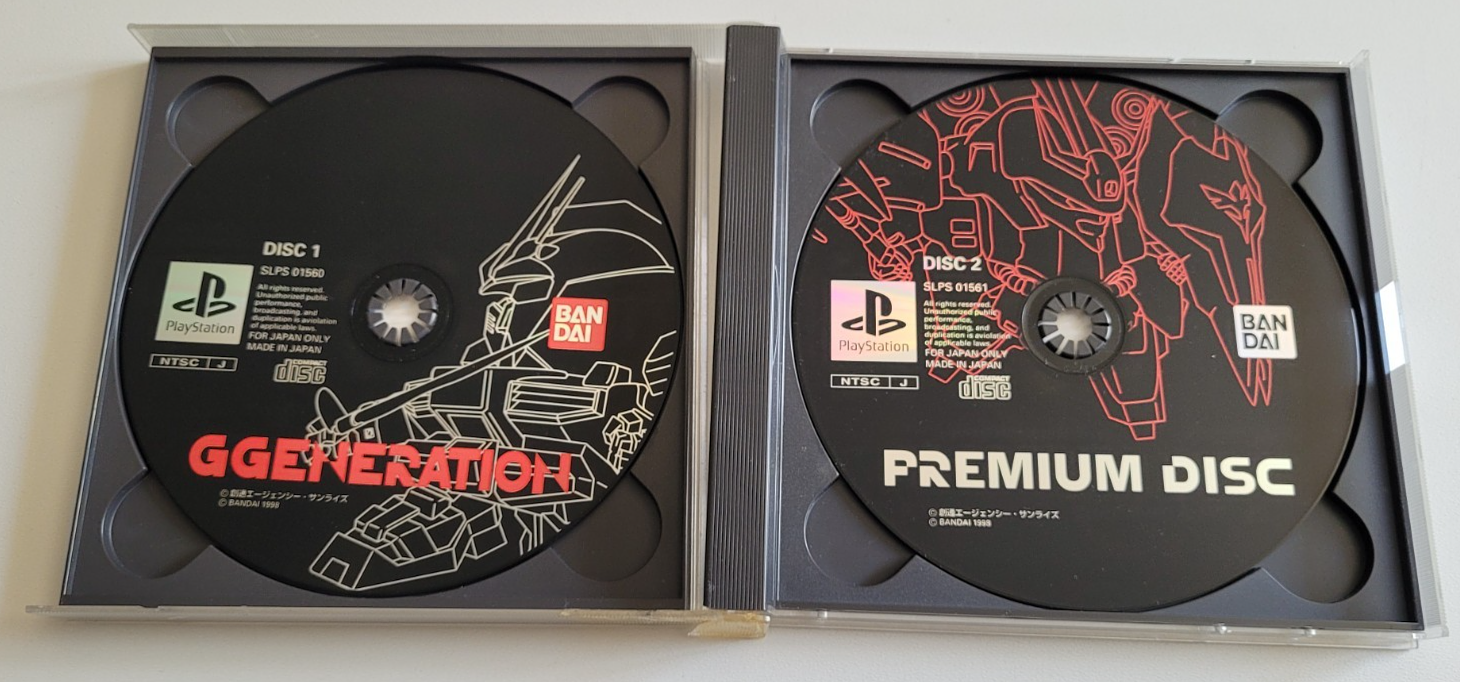 DISC 1
SLPS 01560
All rights reserved.
Unauthorized public
performance,
broadcasting, and
duplication is aviolation
of applicable laws.
FOR JAPAN ONLY
MADE IN JAPAN
PlayStation
NTSC J
COMPACT
disc
BAN
DAI
GGENERATION
© 創通エージェンシー・サンライズ
© BANDAI 1998
DISC 2
SLPS 01561
All rights reserved.
Unauthorized public
performance,
broadcasting, and
duplication is aviolation
of applicable laws.
FOR JAPAN ONLY
MADE IN JAPAN
PlayStation
NTSC J
COMPACT
disc
BAN
DAI
PREMIUM DISC
© 創通エージェンシー・サンライズ
© BANDAI 1998